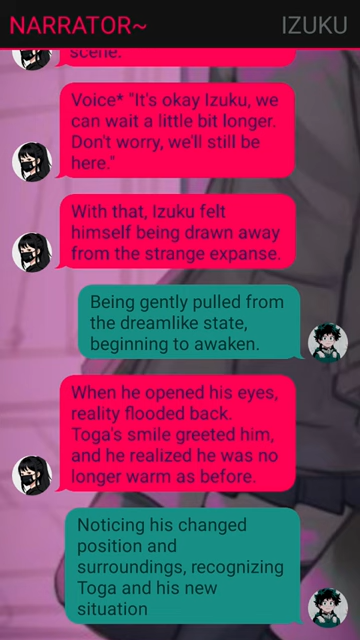 NARRATOR~ IZUKU
scene.
Voice* "It's okay Izuku, we
can wait a little bit longer.
Don't worry, we'll still be
here."
With that, Izuku felt
himself being drawn away
from the strange expanse.
Being gently pulled from
the dreamlike state,
beginning to awaken.
When he opened his eyes,
reality flooded back.
Toga's smile greeted him,
and he realized he was no
longer warm as before.
Noticing his changed
position and
surroundings, recognizing
Toga and his new
situation